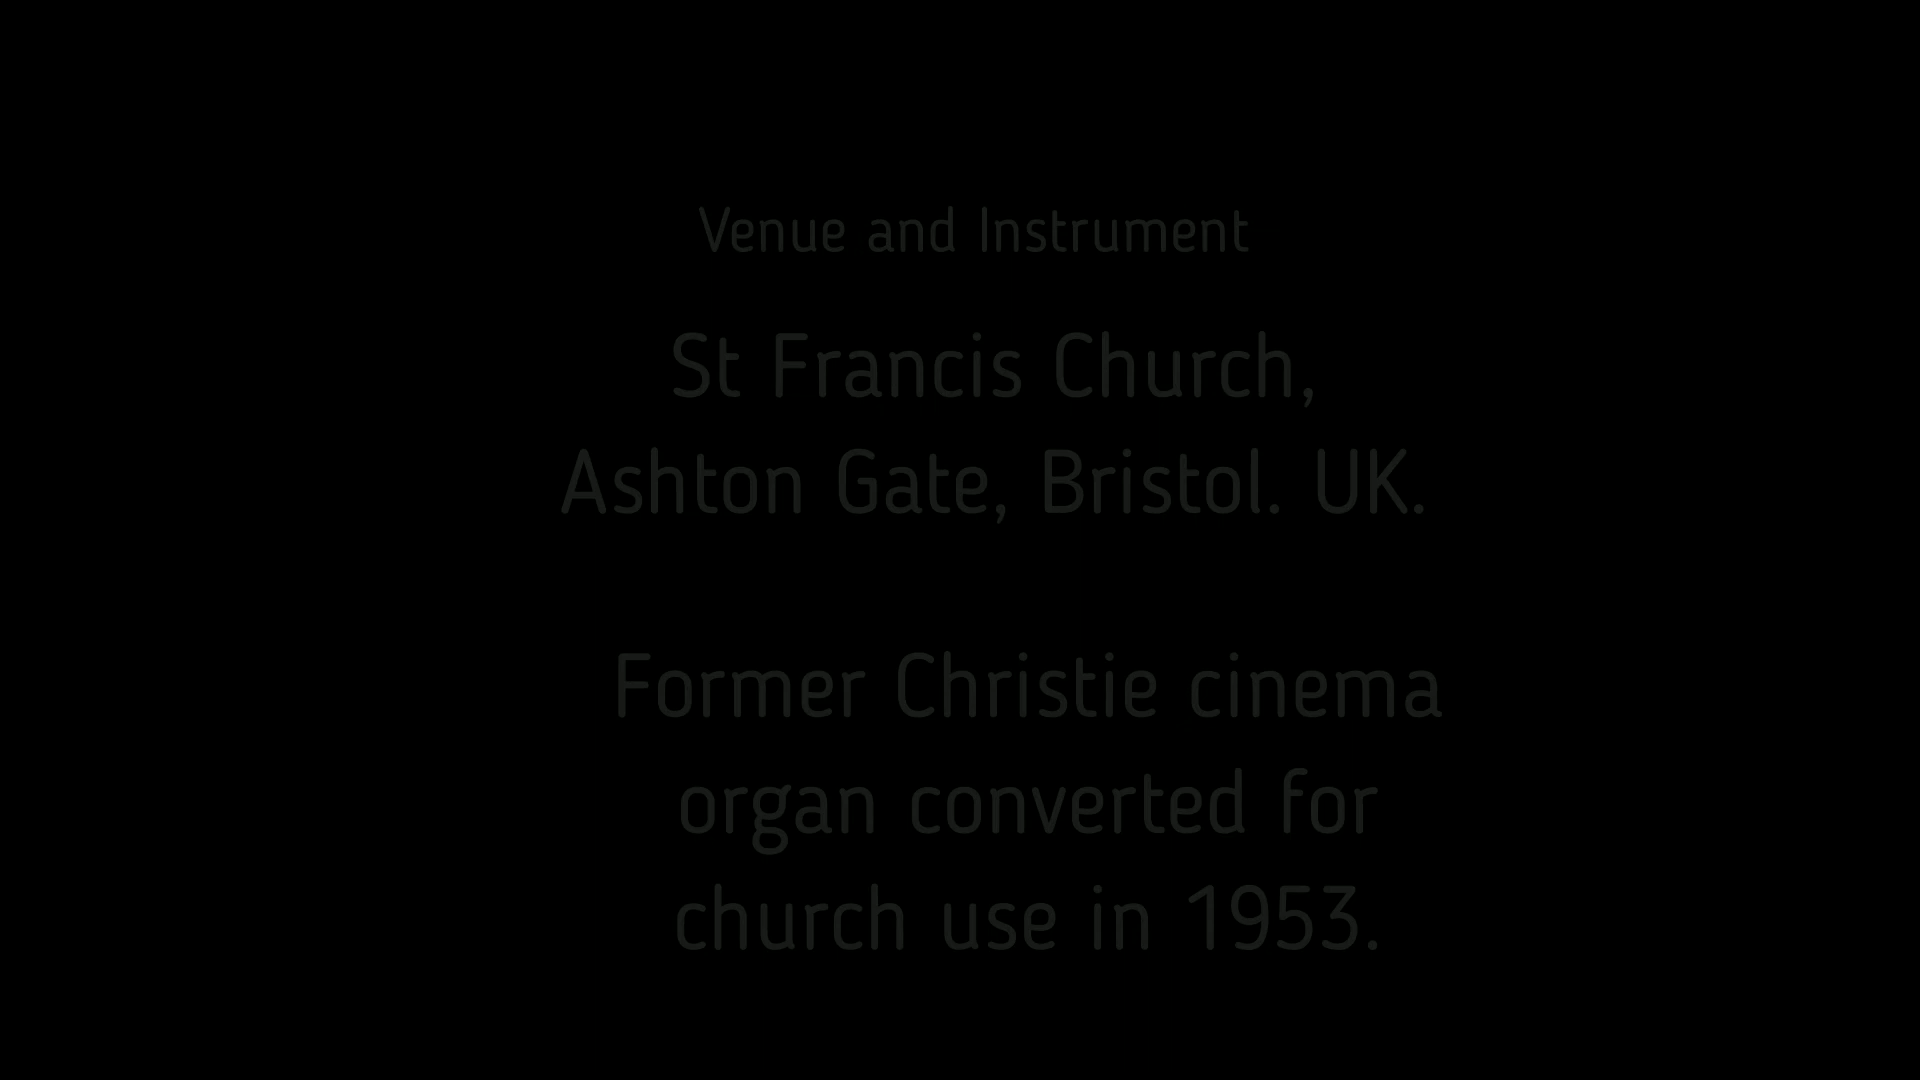 Venue and Instrument
St Francis Church,
Ashton Gate, Bristol. UK.
Former Christie cinema
organ converted for
church use in 1953.